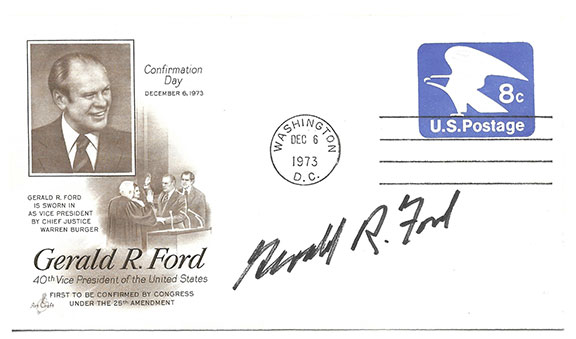 Confirmation
Day
DECEMBER 6, 1973
GERALD R. FORD
IS SWORN IN
AS VICE PRESIDENT
BY CHIEF JUSTICE
WARREN BURGER
Gerald R. Ford
40th Vice President of the United States
FIRST TO BE CONFIRMED BY CONGRESS
UNDER THE 25th AMENDMENT
Art Craft
WASHINGTON
DEC 6
1973
D.C.
8c
U.S. Postage
Gerald R. Ford